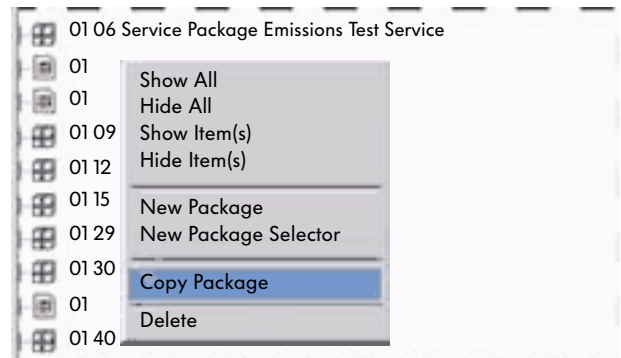 01 06 Service Package Emissions Test Service
01
01
01 09
01 12
01 15
01 29
01 30
01
01 40
Show All
Hide All
Show Item(s)
Hide Item(s)
New Package
New Package Selector
Copy Package
Delete